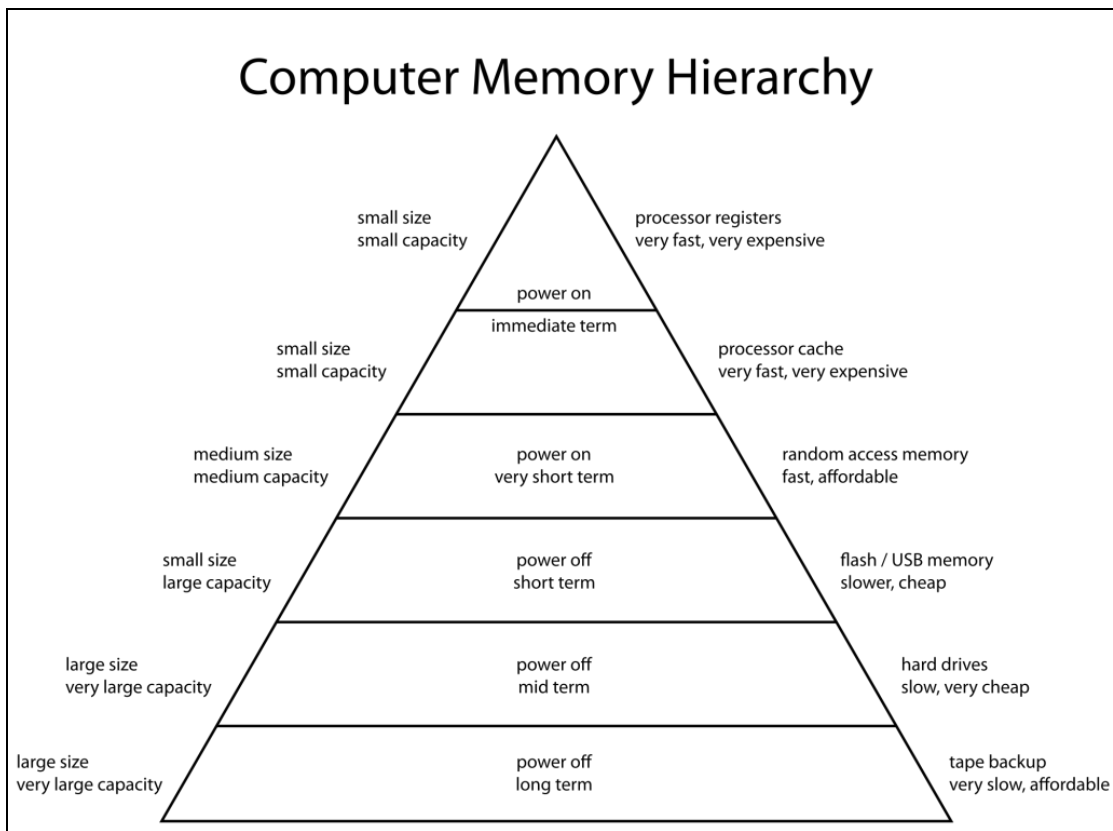 Computer Memory Hierarchy
small size
small capacity
processor registers
very fast, very expensive
power on
immediate term
small size
small capacity
processor cache
very fast, very expensive
medium size
medium capacity
power on
very short term
random access memory
fast, affordable
small size
large capacity
power off
short term
flash / USB memory
slower, cheap
large size
very large capacity
power off
mid term
hard drives
slow, very cheap
large size
very large capacity
power off
long term
tape backup
very slow, affordable